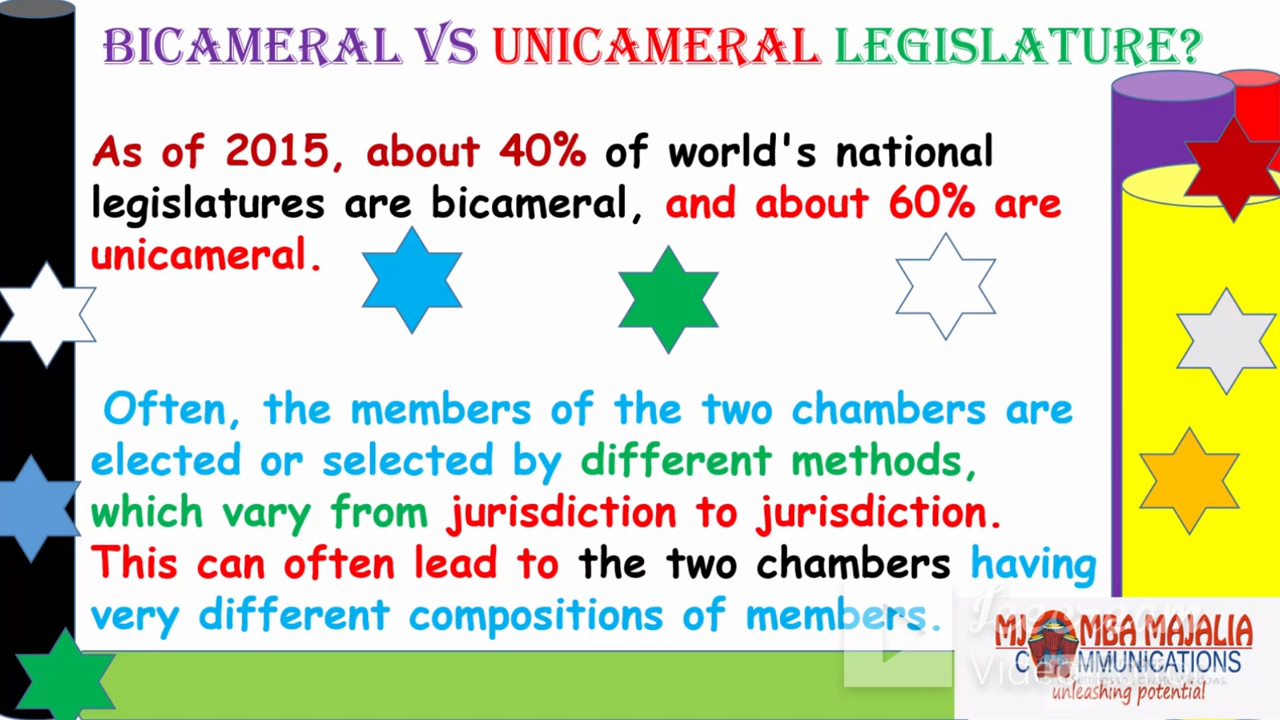 BICAMERAL VS UNICAMERAL LEGISLATURE?
As of 2015, about 40% of world's national
legislatures are bicameral, and about 60% are
unicameral.
Often, the members of the two chambers are
elected or selected by different methods,
which vary from jurisdiction to jurisdiction.
This can often lead to the two chambers having
very different compositions of members.
MJOMBA MAJALIA
COMMUNICATIONS
unleashing potential